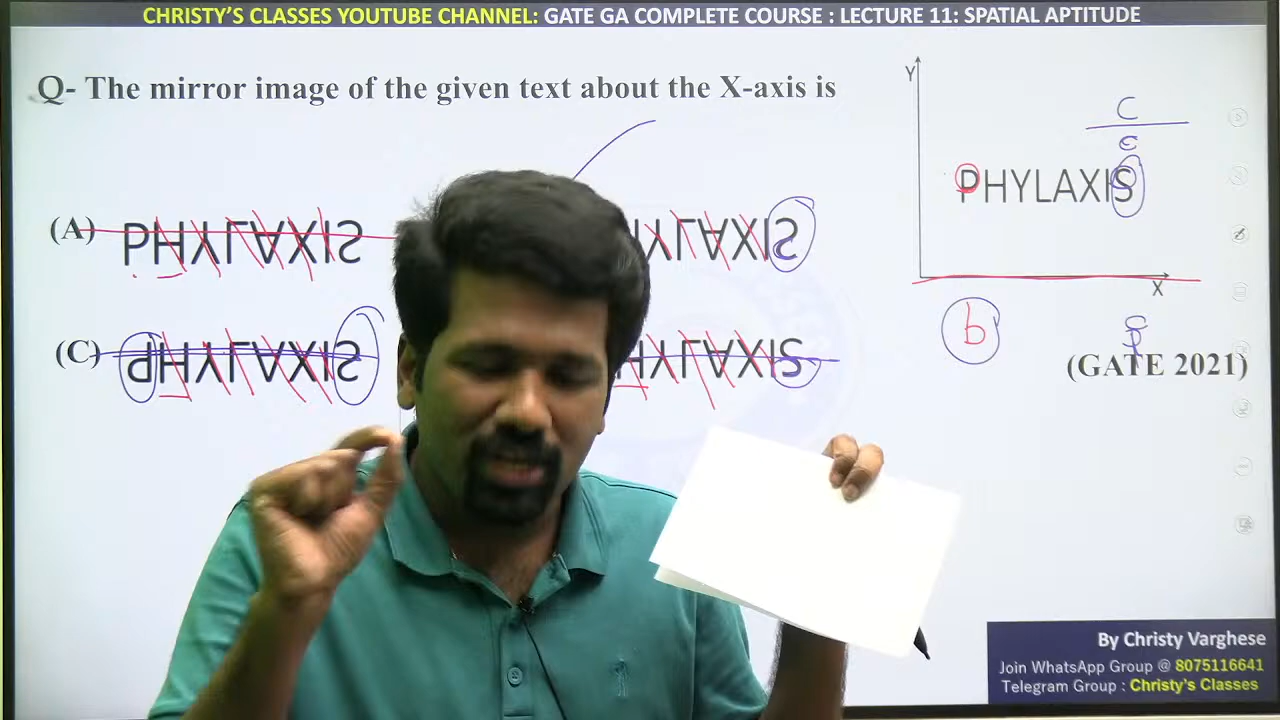 CHRISTY'S CLASSES YOUTUBE CHANNEL: GATE GA COMPLETE COURSE : LECTURE 11: SPATIAL APTITUDE
Q- The mirror image of the given text about the X-axis is
Y
C
PHYLAXIS
X
b
(A)
(C)
(GATE 2021)
By Christy Varghese
Join WhatsApp Group @ 8075116641
Telegram Group : Christy's Classes